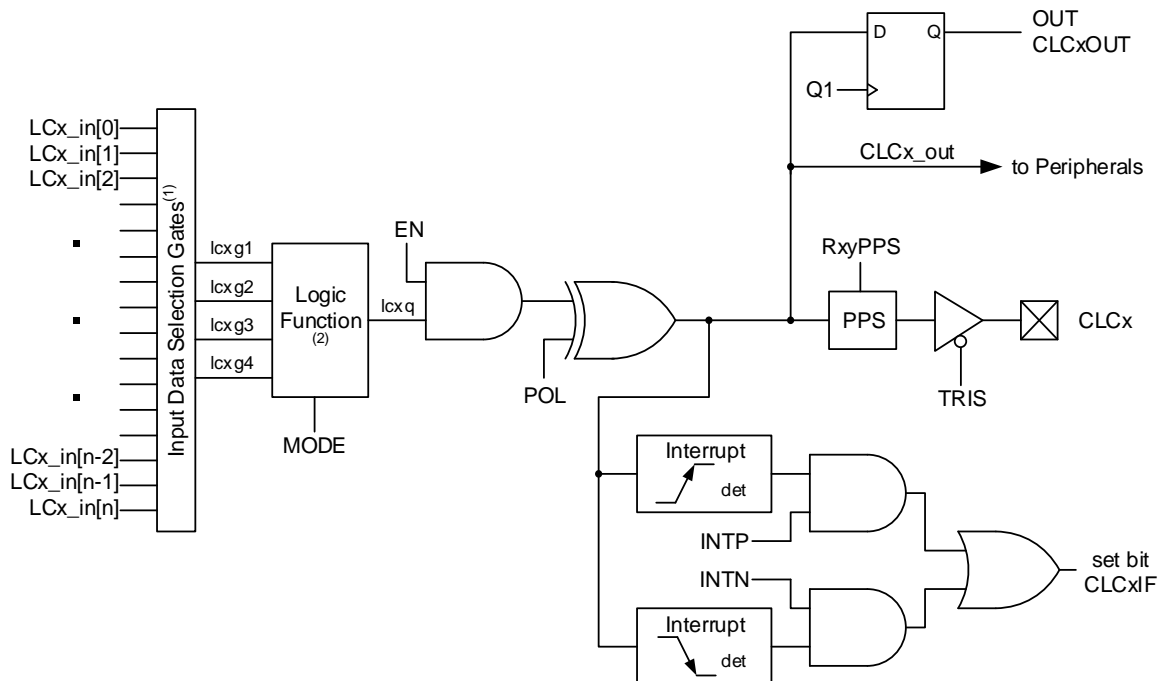 LCx_in[0]
LCx_in[1]
LCx_in[2]
LCx_in[n-2]
LCx_in[n-1]
LCx_in[n]
Input Data Selection Gates(1)
lcxg1
lcxg2
lcxg3
lcxg4
Logic
Function
(2)
MODE
lcxq
EN
POL
D
Q
Q1
OUT
CLCxOUT
CLCx_out
to Peripherals
RxyPPS
PPS
TRIS
CLCx
Interrupt
det
INTP
INTN
Interrupt
det
set bit
CLCxIF